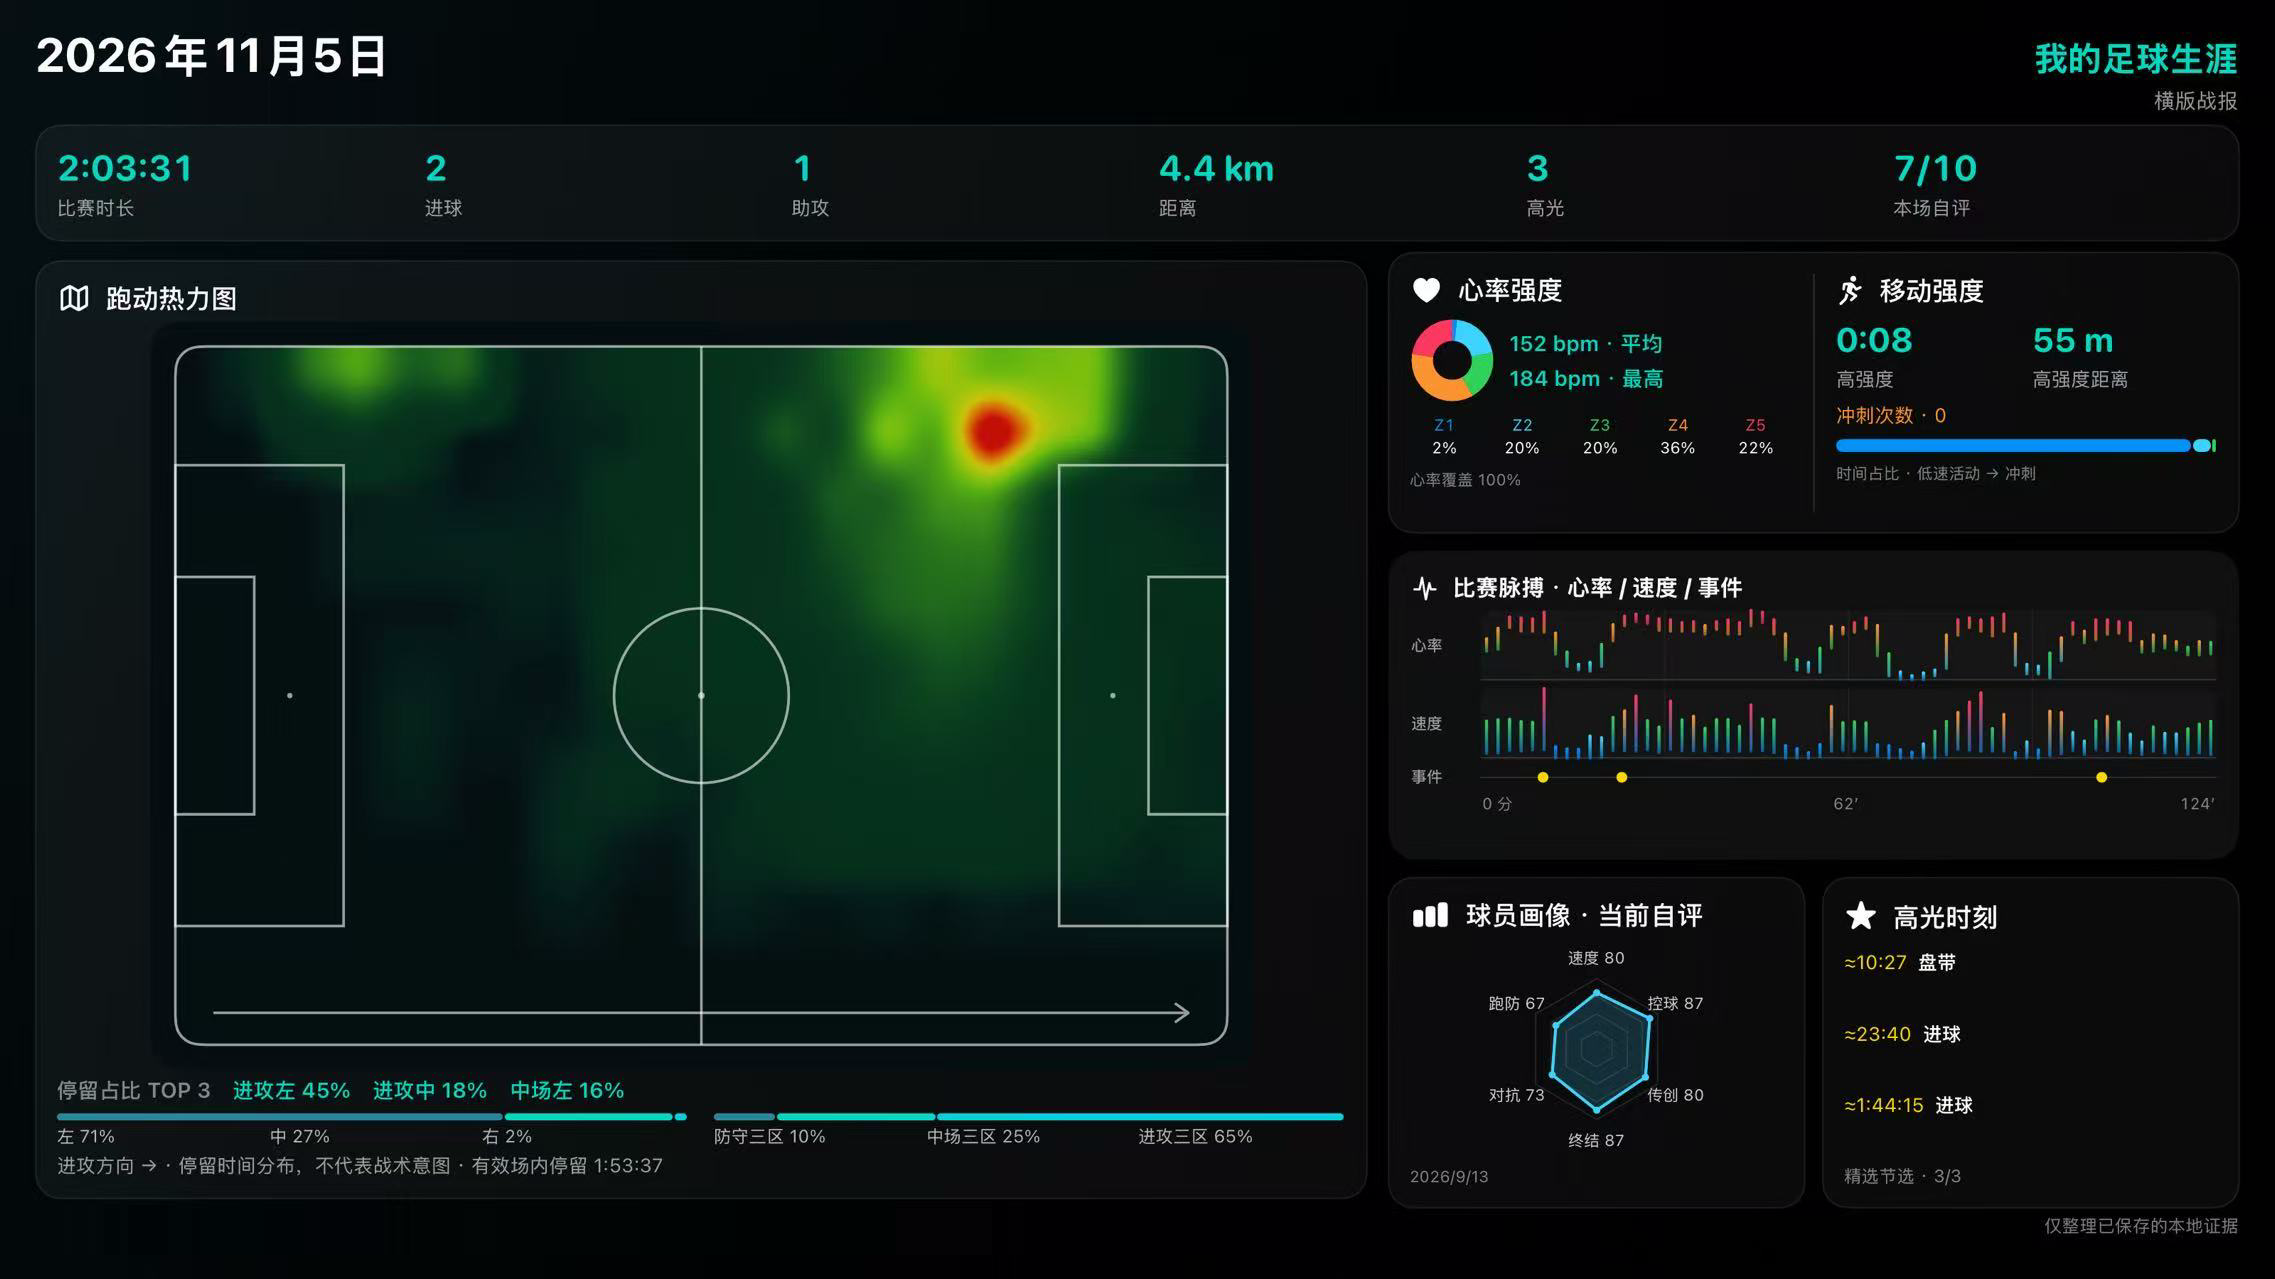 2026年11月5日
我的足球生涯
横版战报
2:03:31
比赛时长
2
进球
1
助攻
4.4 km
距离
3
高光
7/10
本场自评
跑动热力图
停留占比 TOP 3 进攻左 45% 进攻中 18% 中场左 16%
左 71% 中 27% 右 2%
防守三区 10% 中场三区 25% 进攻三区 65%
进攻方向 → · 停留时间分布，不代表战术意图 · 有效场内停留 1:53:37
心率强度
152 bpm · 平均
184 bpm · 最高
Z1 Z2 Z3 Z4 Z5
2% 20% 20% 36% 22%
心率覆盖 100%
移动强度
0:08
高强度
55 m
高强度距离
冲刺次数 · 0
时间占比 · 低速活动 → 冲刺
比赛脉搏 · 心率 / 速度 / 事件
心率
速度
事件
0 分 62′ 124′
球员画像 · 当前自评
速度 80
跑防 67 控球 87
对抗 73 传创 80
终结 87
2026/9/13
高光时刻
≈10:27 盘带
≈23:40 进球
≈1:44:15 进球
精选节选 · 3/3
仅整理已保存的本地证据